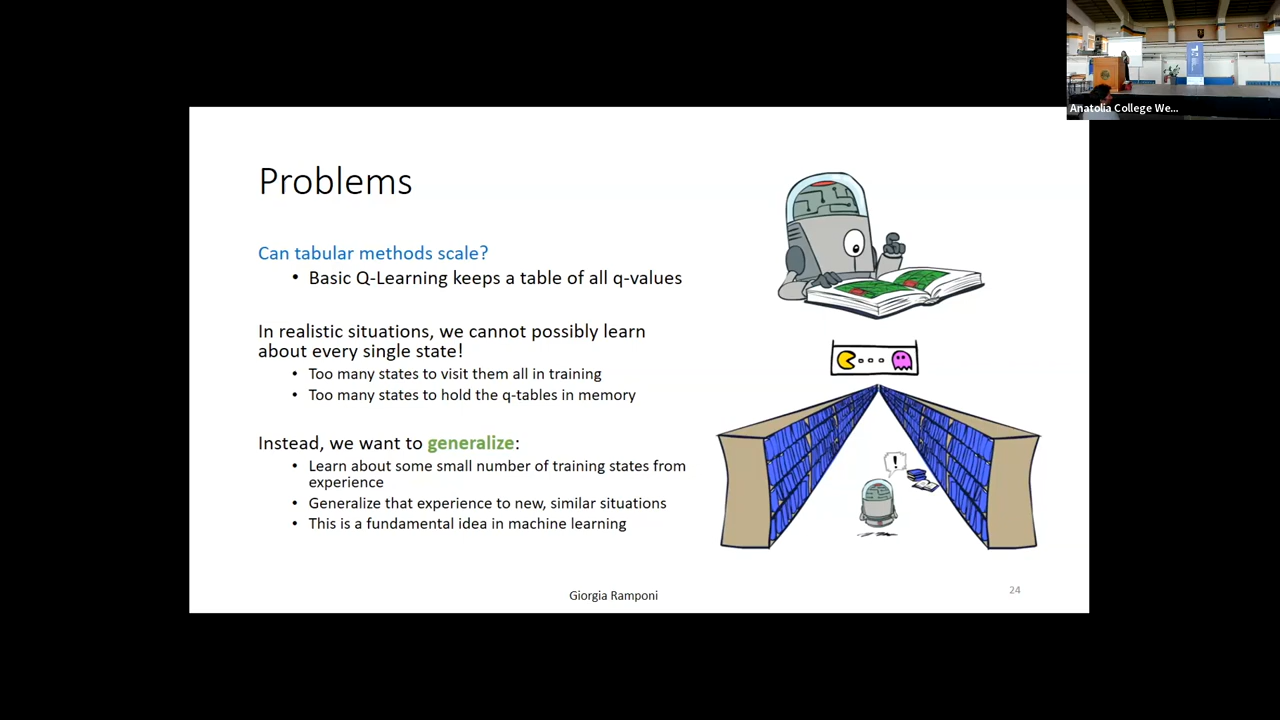 Anatolia College We...
Problems
Can tabular methods scale?
• Basic Q-Learning keeps a table of all q-values
In realistic situations, we cannot possibly learn
about every single state!
• Too many states to visit them all in training
• Too many states to hold the q-tables in memory
Instead, we want to generalize:
• Learn about some small number of training states from
experience
• Generalize that experience to new, similar situations
• This is a fundamental idea in machine learning
!
Giorgia Ramponi
24